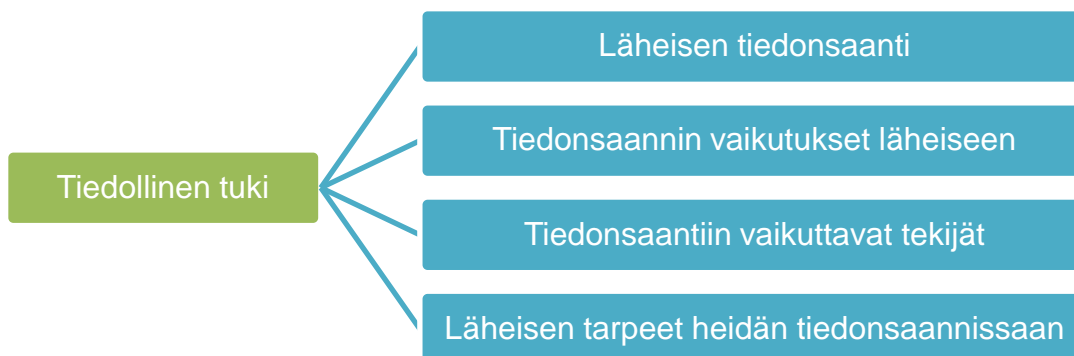 Läheisen tiedonsaanti
Tiedonsaannin vaikutukset läheiseen
Tiedollinen tuki
Tiedonsaantiin vaikuttavat tekijät
Läheisen tarpeet heidän tiedonsaannissaan